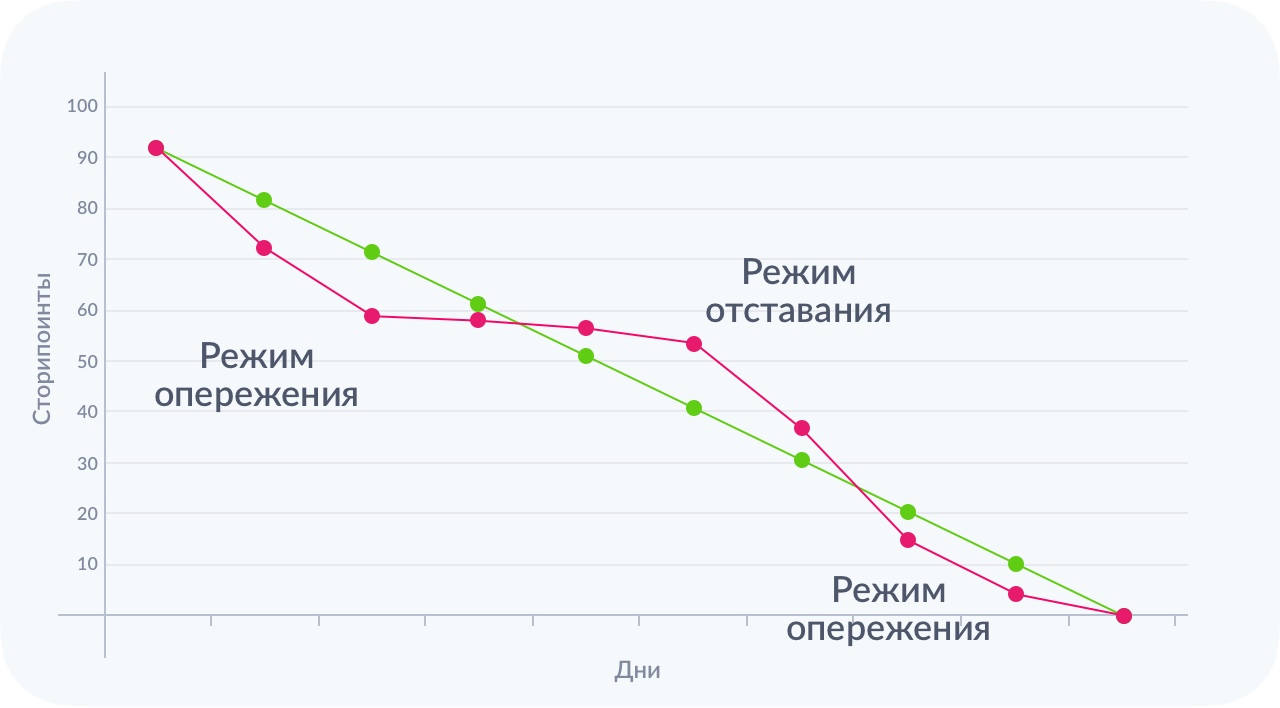 100
90
80
70
60
50
40
30
20
10
Сторипоинты
Режим
отставания
Режим
опережения
Режим
опережения
Дни